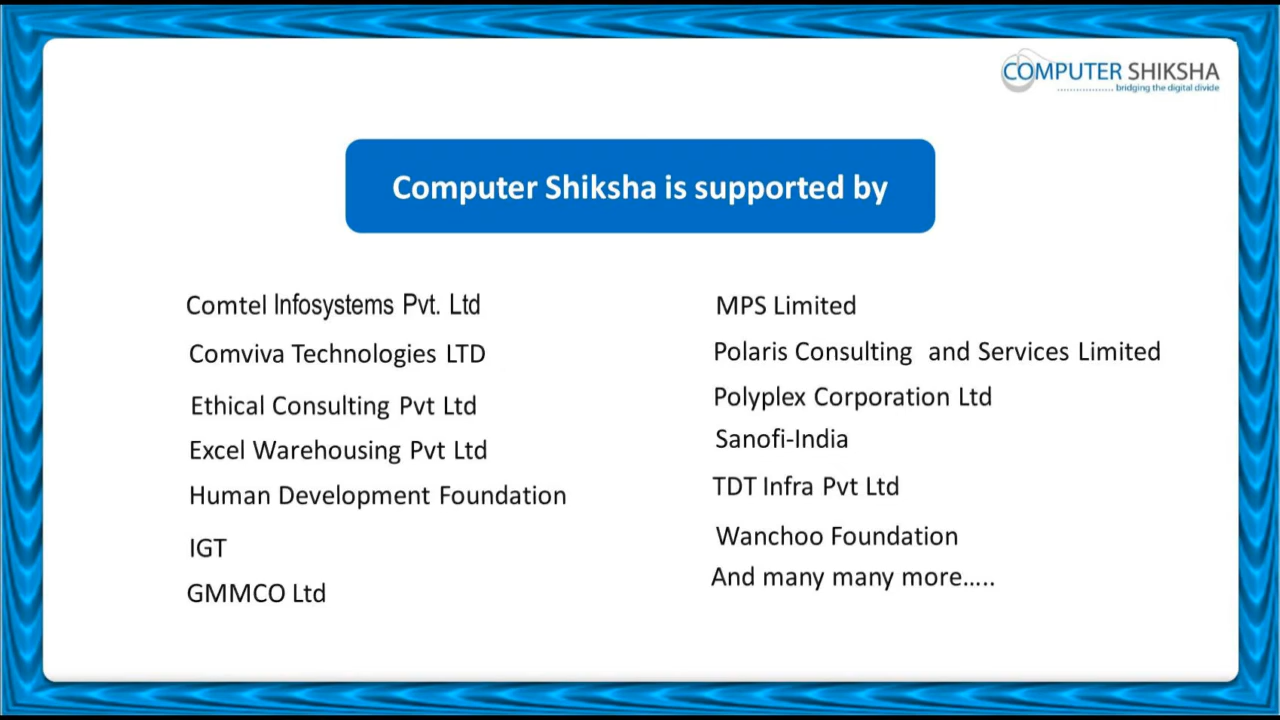 COMPUTER SHIKSHA
bridging the digital divide
Computer Shiksha is supported by
Comtel Infosystems Pvt. Ltd
Comviva Technologies LTD
Ethical Consulting Pvt Ltd
Excel Warehousing Pvt Ltd
Human Development Foundation
IGT
GMMCO Ltd
MPS Limited
Polaris Consulting and Services Limited
Polyplex Corporation Ltd
Sanofi-India
TDT Infra Pvt Ltd
Wanchoo Foundation
And many many more.....